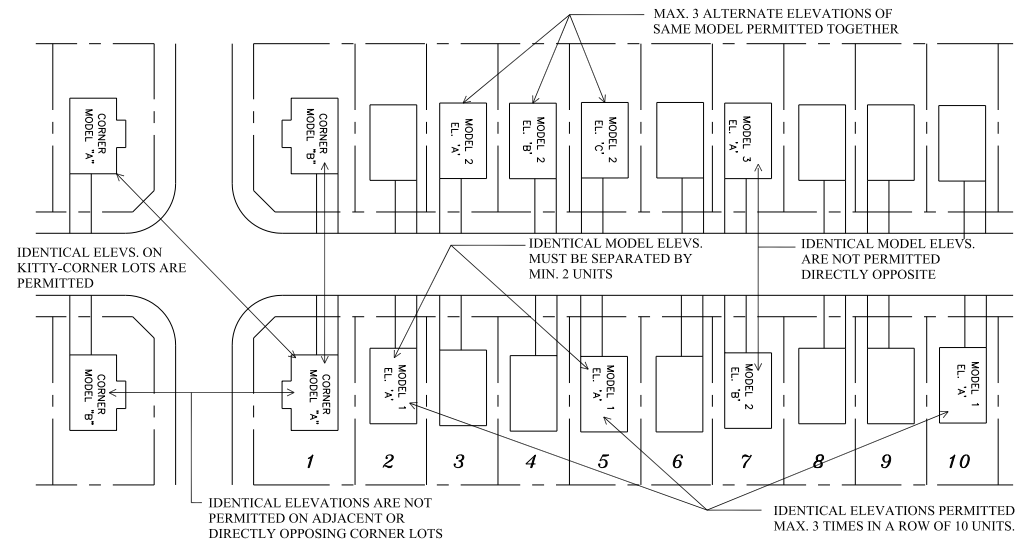 MAX. 3 ALTERNATE ELEVATIONS OF
SAME MODEL PERMITTED TOGETHER
CORNER
MODEL "A"
CORNER
MODEL "B"
MODEL 2
EL. 'A'
MODEL 2
EL. 'B'
MODEL 2
EL. 'C'
MODEL 3
EL. 'A'
IDENTICAL ELEVS. ON
KITTY-CORNER LOTS ARE
PERMITTED
IDENTICAL MODEL ELEVS.
MUST BE SEPARATED BY
MIN. 2 UNITS
IDENTICAL MODEL ELEVS.
ARE NOT PERMITTED
DIRECTLY OPPOSITE
CORNER
MODEL "B"
CORNER
MODEL "A"
MODEL 1
EL. 'A'
MODEL 1
EL. 'A'
MODEL 2
EL. 'B'
MODEL 1
EL. 'A'
1 2 3 4 5 6 7 8 9 10
IDENTICAL ELEVATIONS ARE NOT
PERMITTED ON ADJACENT OR
DIRECTLY OPPOSING CORNER LOTS
IDENTICAL ELEVATIONS PERMITTED
MAX. 3 TIMES IN A ROW OF 10 UNITS.